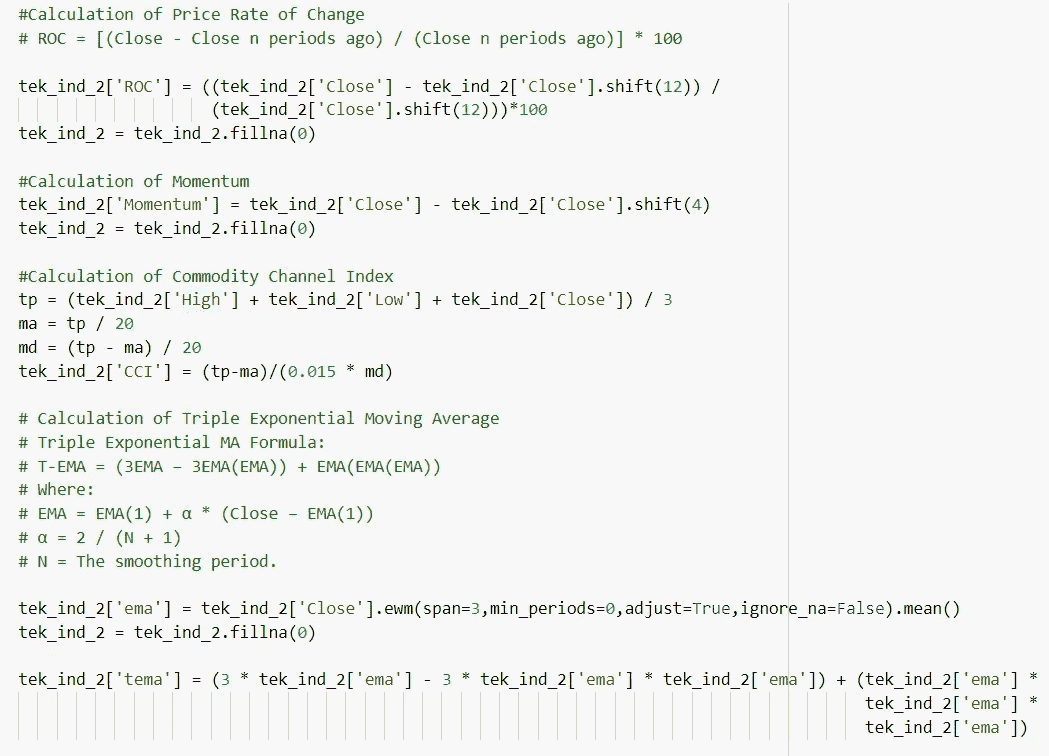 #Calculation of Price Rate of Change
# ROC = [(Close - Close n periods ago) / (Close n periods ago)] * 100
tek_ind_2['ROC'] = ((tek_ind_2['Close'] - tek_ind_2['Close'].shift(12)) /
(tek_ind_2['Close'].shift(12)))*100
tek_ind_2 = tek_ind_2.fillna(0)
#Calculation of Momentum
tek_ind_2['Momentum'] = tek_ind_2['Close'] - tek_ind_2['Close'].shift(4)
tek_ind_2 = tek_ind_2.fillna(0)
#Calculation of Commodity Channel Index
tp = (tek_ind_2['High'] + tek_ind_2['Low'] + tek_ind_2['Close']) / 3
ma = tp / 20
md = (tp - ma) / 20
tek_ind_2['CCI'] = (tp-ma)/(0.015 * md)
# Calculation of Triple Exponential Moving Average
# Triple Exponential MA Formula:
# T-EMA = (3EMA – 3EMA(EMA)) + EMA(EMA(EMA))
# Where:
# EMA = EMA(1) + α * (Close – EMA(1))
# α = 2 / (N + 1)
# N = The smoothing period.
tek_ind_2['ema'] = tek_ind_2['Close'].ewm(span=3,min_periods=0,adjust=True,ignore_na=False).mean()
tek_ind_2 = tek_ind_2.fillna(0)
tek_ind_2['tema'] = (3 * tek_ind_2['ema'] - 3 * tek_ind_2['ema'] * tek_ind_2['ema']) + (tek_ind_2['ema'] *
tek_ind_2['ema'] *
tek_ind_2['ema'])